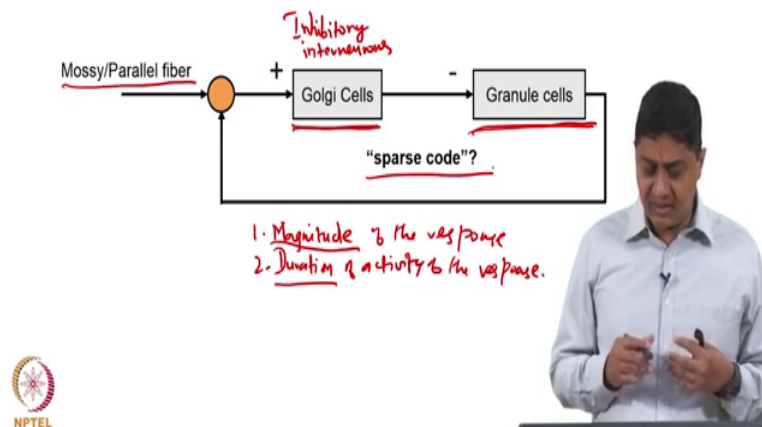 Inhibitory
interneurons
Mossy/Parallel fiber
+
Golgi Cells
-
Granule cells
“sparse code”?
1. Magnitude of the response
2. Duration of activity of the response.
NPTEL